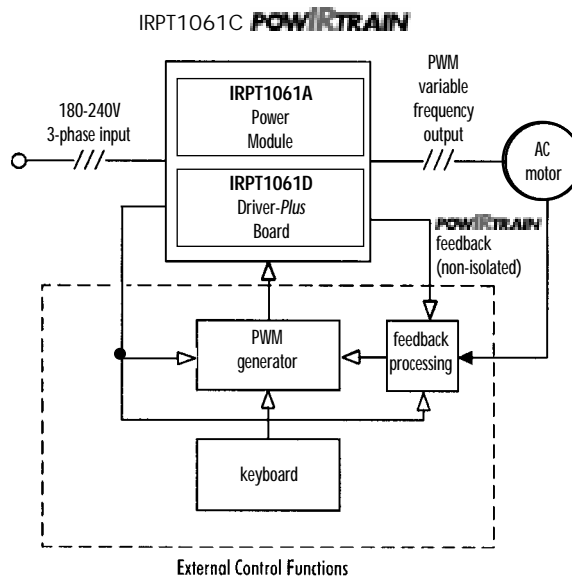 IRPT1061C POWIRTRAIN
IRPT1061A
Power
Module
IRPT1061D
Driver-Plus
Board
180-240V
3-phase input
PWM
variable
frequency
output
AC
motor
POWIRTRAIN
feedback
(non-isolated)
PWM
generator
feedback
processing
keyboard
External Control Functions